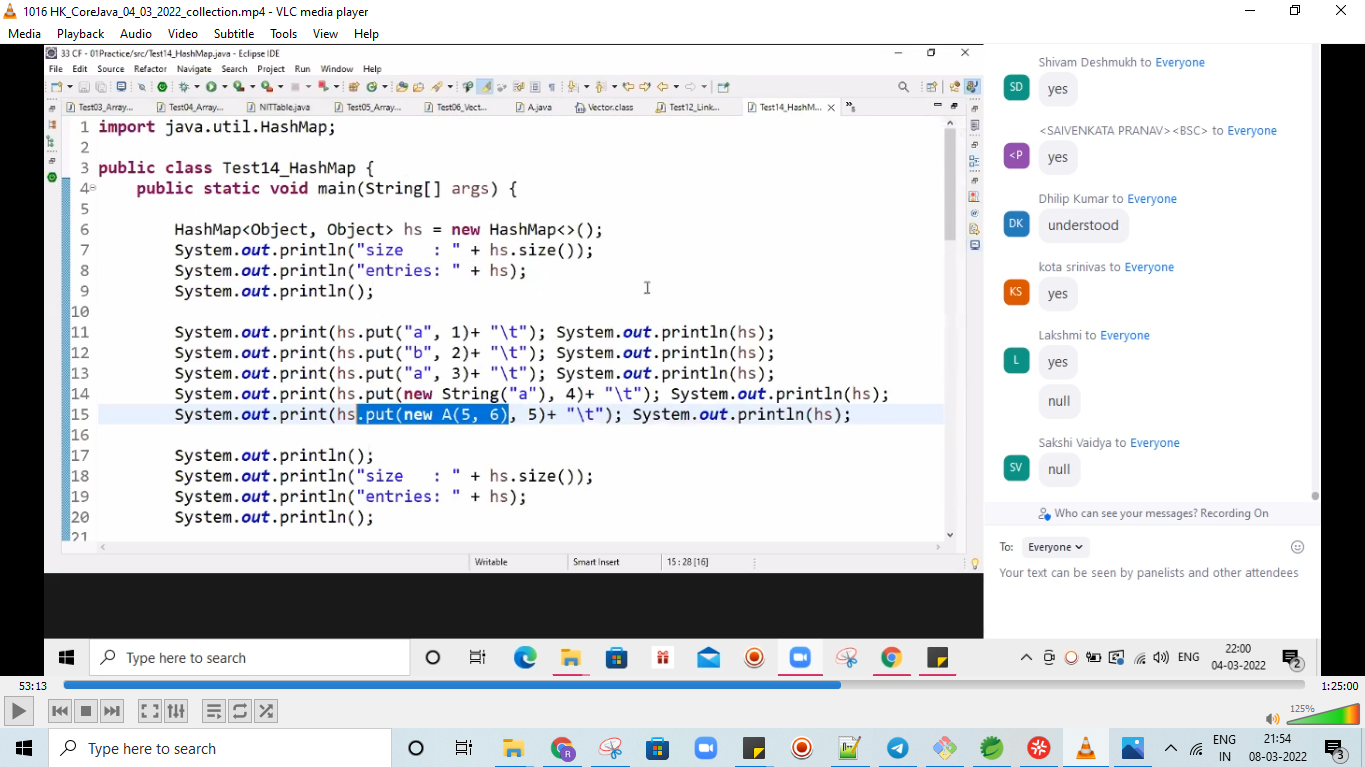 1016 HK_CoreJava_04_03_2022_collection.mp4 - VLC media player
Media Playback Audio Video Subtitle Tools View Help
33 CF - 01Practice/src/Test14_HashMap.java - Eclipse IDE
File Edit Source Refactor Navigate Search Project Run Window Help
Test03_Array... Test04_Array... NITTable.java Test05_Array... Test06_Vect... A.java Vector.class Test12_Link... Test14_HashM...
1 import java.util.HashMap;
2
3 public class Test14_HashMap {
4 public static void main(String[] args) {
5
6 HashMap<Object, Object> hs = new HashMap<>();
7 System.out.println("size   : " + hs.size());
8 System.out.println("entries: " + hs);
9 System.out.println();
10
11 System.out.print(hs.put("a", 1)+ "\t"); System.out.println(hs);
12 System.out.print(hs.put("b", 2)+ "\t"); System.out.println(hs);
13 System.out.print(hs.put("a", 3)+ "\t"); System.out.println(hs);
14 System.out.print(hs.put(new String("a"), 4)+ "\t"); System.out.println(hs);
15 System.out.print(hs.put(new A(5, 6), 5)+ "\t"); System.out.println(hs);
16
17 System.out.println();
18 System.out.println("size   : " + hs.size());
19 System.out.println("entries: " + hs);
20 System.out.println();
21
Writable Smart Insert 15 : 28 [16]
Shivam Deshmukh to Everyone
SD yes
<SAIVENKATA PRANAV><BSC> to Everyone
<P yes
Dhilip Kumar to Everyone
DK understood
kota srinivas to Everyone
KS yes
Lakshmi to Everyone
L yes
null
Sakshi Vaidya to Everyone
SV null
Who can see your messages? Recording On
To: Everyone
Your text can be seen by panelists and other attendees
Type here to search
ENG 22:00
04-03-2022 2
53:13 1:25:00
125%
Type here to search
ENG 21:54
IN 08-03-2022 3